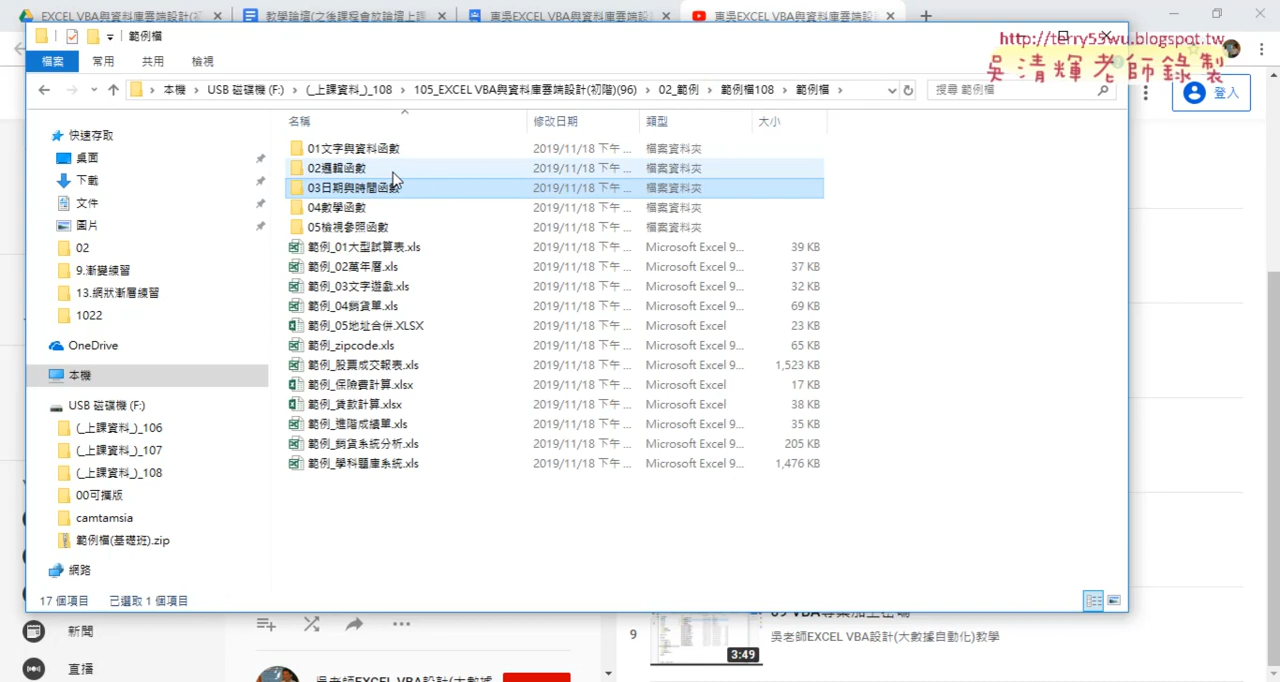 EXCEL VBA與資料庫雲端設計(初
教學論壇(之後課程會放論壇上課
東吳EXCEL VBA與資料庫雲端設
東吳EXCEL VBA與資料庫雲端設
範例檔
http://terry55wu.blogspot.tw
吳清輝老師錄製
檔案 常用 共用 檢視
本機 USB 磁碟機 (F:) (_上課資料_)_108 105_EXCEL VBA與資料庫雲端設計(初階)(96) 02_範例 範例檔108 範例檔
搜尋 範例檔
登入
名稱 修改日期 類型 大小
快速存取
桌面
下載
文件
圖片
02
9.漸變練習
13.網狀漸層練習
1022
OneDrive
本機
USB 磁碟機 (F:)
(_上課資料_)_106
(_上課資料_)_107
(_上課資料_)_108
00可攜版
camtamsia
範例檔(基礎班).zip
網路
01文字與資料函數 2019/11/18 下午 ... 檔案資料夾
02邏輯函數 2019/11/18 下午 ... 檔案資料夾
03日期與時間函數 2019/11/18 下午 ... 檔案資料夾
04數學函數 2019/11/18 下午 ... 檔案資料夾
05檢視參照函數 2019/11/18 下午 ... 檔案資料夾
範例_01大型試算表.xls 2019/11/18 下午 ... Microsoft Excel 9... 39 KB
範例_02萬年曆.xls 2019/11/18 下午 ... Microsoft Excel 9... 37 KB
範例_03文字遊戲.xls 2019/11/18 下午 ... Microsoft Excel 9... 32 KB
範例_04銷貨單.xls 2019/11/18 下午 ... Microsoft Excel 9... 69 KB
範例_05地址合併.XLSX 2019/11/18 下午 ... Microsoft Excel 23 KB
範例_zipcode.xls 2019/11/18 下午 ... Microsoft Excel 9... 65 KB
範例_股票成交報表.xls 2019/11/18 下午 ... Microsoft Excel 9... 1,523 KB
範例_保險費計算.xlsx 2019/11/18 下午 ... Microsoft Excel 17 KB
範例_貸款計算.xlsx 2019/11/18 下午 ... Microsoft Excel 38 KB
範例_進階成績單.xls 2019/11/18 下午 ... Microsoft Excel 9... 35 KB
範例_銷貨系統分析.xls 2019/11/18 下午 ... Microsoft Excel 9... 205 KB
範例_學科題庫系統.xls 2019/11/18 下午 ... Microsoft Excel 9... 1,476 KB
17 個項目 已選取 1 個項目
新聞
直播
9
3:49
吳老師EXCEL VBA設計(大數據自動化)教學
吳老師EXCEL VBA設計(大數據